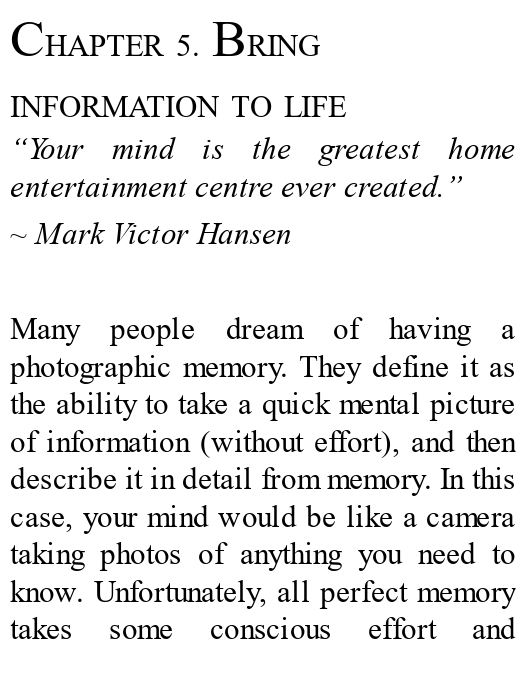 CHAPTER 5. BRING
INFORMATION TO LIFE
“Your mind is the greatest home
entertainment centre ever created.”
~ Mark Victor Hansen
Many people dream of having a
photographic memory. They define it as
the ability to take a quick mental picture
of information (without effort), and then
describe it in detail from memory. In this
case, your mind would be like a camera
taking photos of anything you need to
know. Unfortunately, all perfect memory
takes some conscious effort and